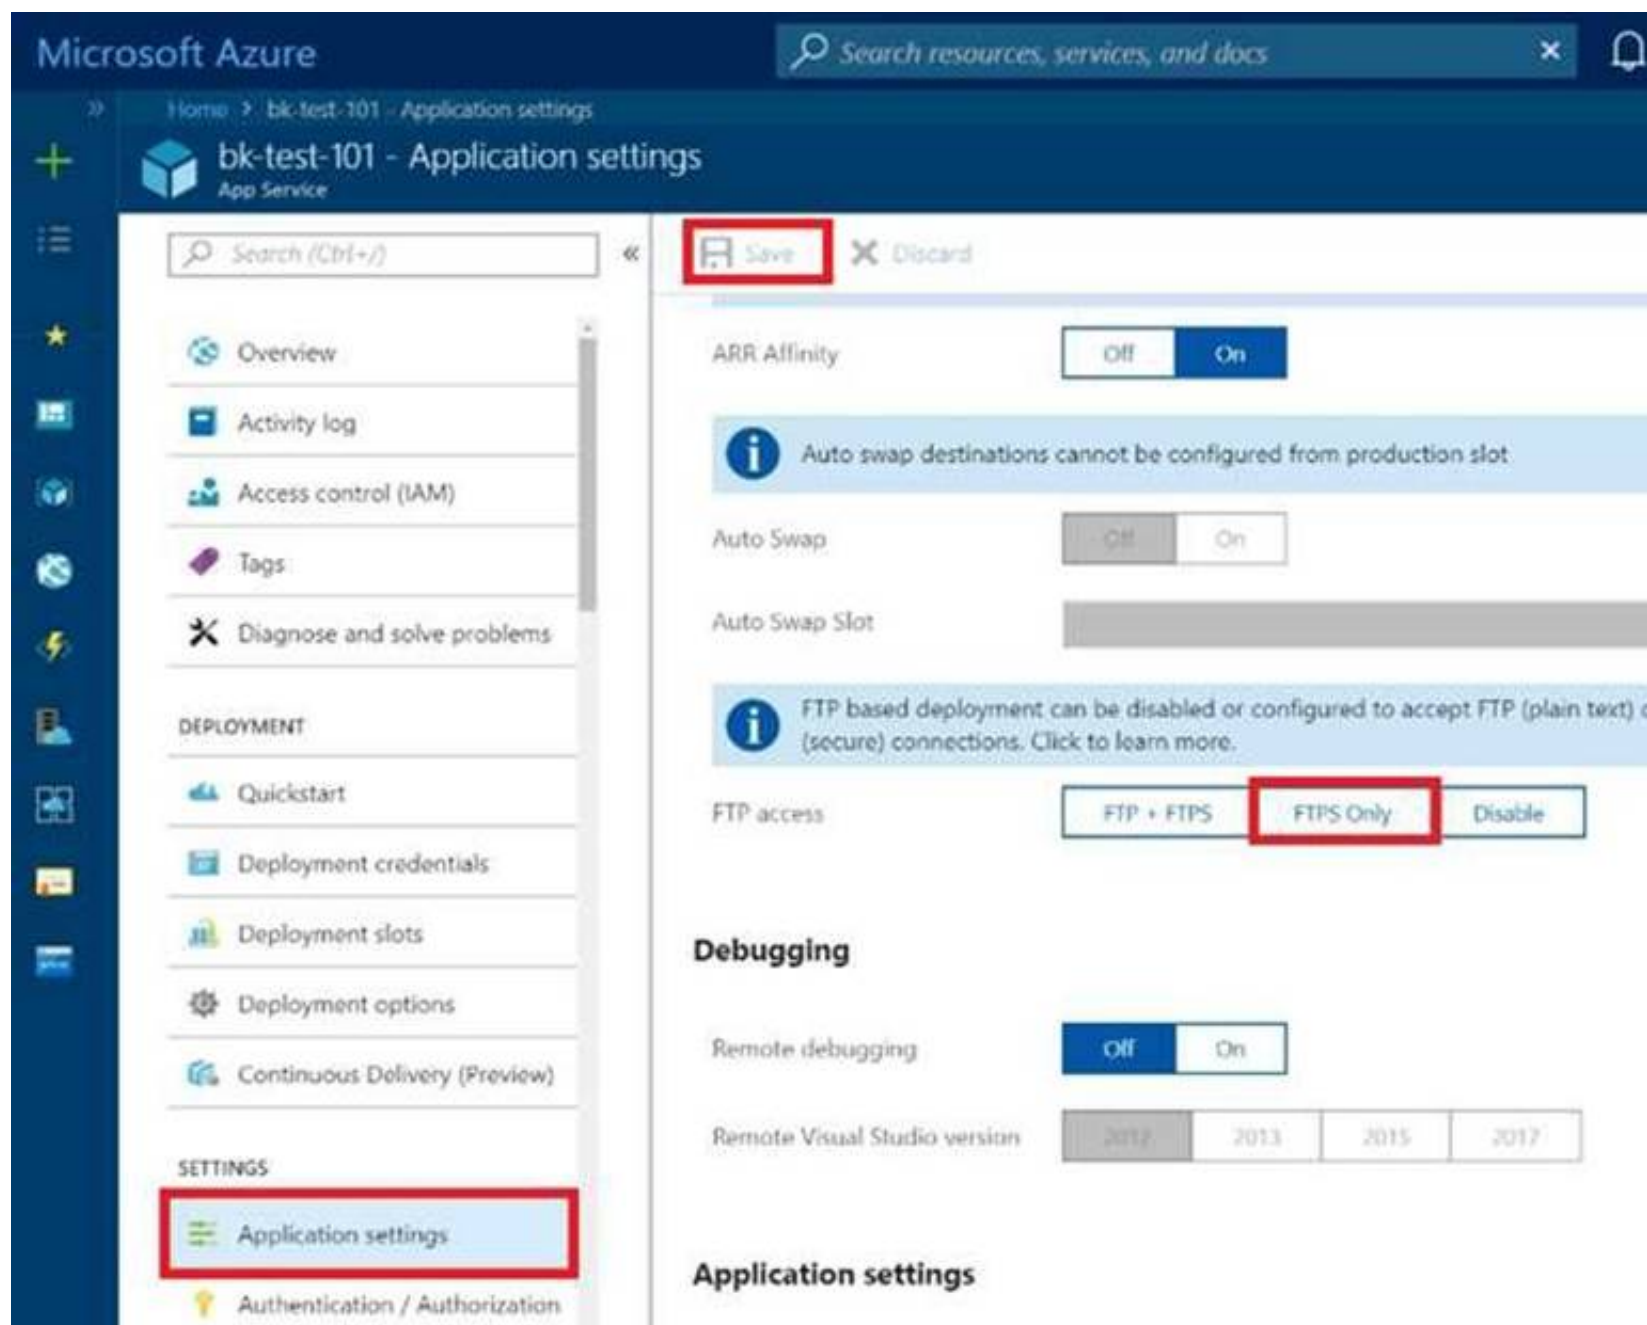 Microsoft Azure
Search resources, services, and docs
Home > bk-test-101 - Application settings
bk-test-101 - Application settings
App Service
Search (Ctrl+/)
Overview
Activity log
Access control (IAM)
Tags
Diagnose and solve problems
DEPLOYMENT
Quickstart
Deployment credentials
Deployment slots
Deployment options
Continuous Delivery (Preview)
SETTINGS
Application settings
Authentication / Authorization
Save Discard
ARR Affinity Off On
Auto swap destinations cannot be configured from production slot
Auto Swap Off On
Auto Swap Slot
FTP based deployment can be disabled or configured to accept FTP (plain text)
(secure) connections. Click to learn more.
FTP access FTP + FTPS FTPS Only Disable
Debugging
Remote debugging Off On
Remote Visual Studio version 2012 2013 2015 2017
Application settings